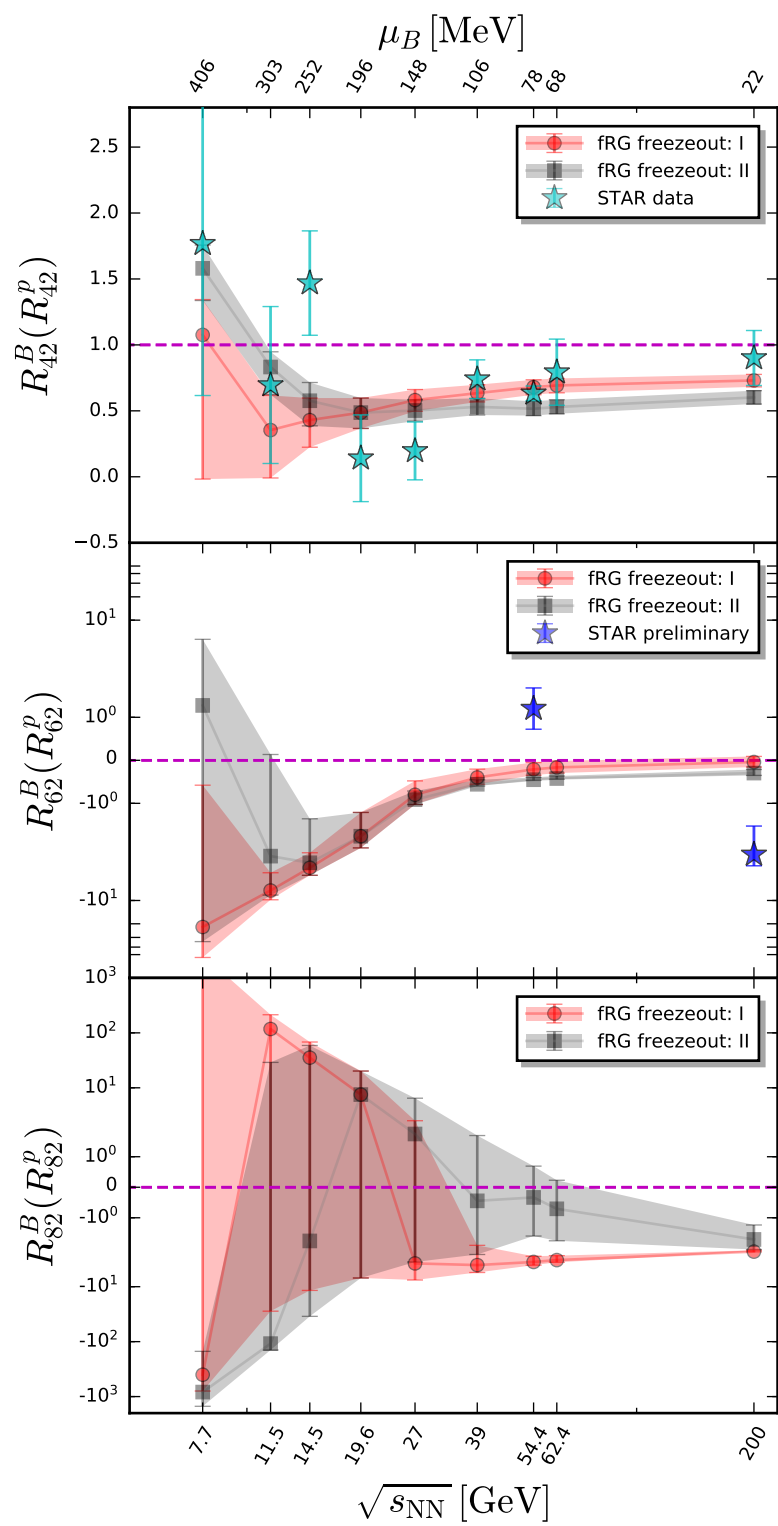 μ_B [MeV]
406 303 252 196 148 106 78 68 22
R^B_42(R^p_42)
2.5
2.0
1.5
1.0
0.5
0.0
−0.5
fRG freezeout: I
fRG freezeout: II
STAR data
R^B_62(R^p_62)
10^1
10^0
0
-10^0
-10^1
fRG freezeout: I
fRG freezeout: II
STAR preliminary
R^B_82(R^p_82)
10^3
10^2
10^1
10^0
0
-10^0
-10^1
-10^2
-10^3
fRG freezeout: I
fRG freezeout: II
7.7 11.5 14.5 19.6 27 39 54.4 62.4 200
√s_NN [GeV]